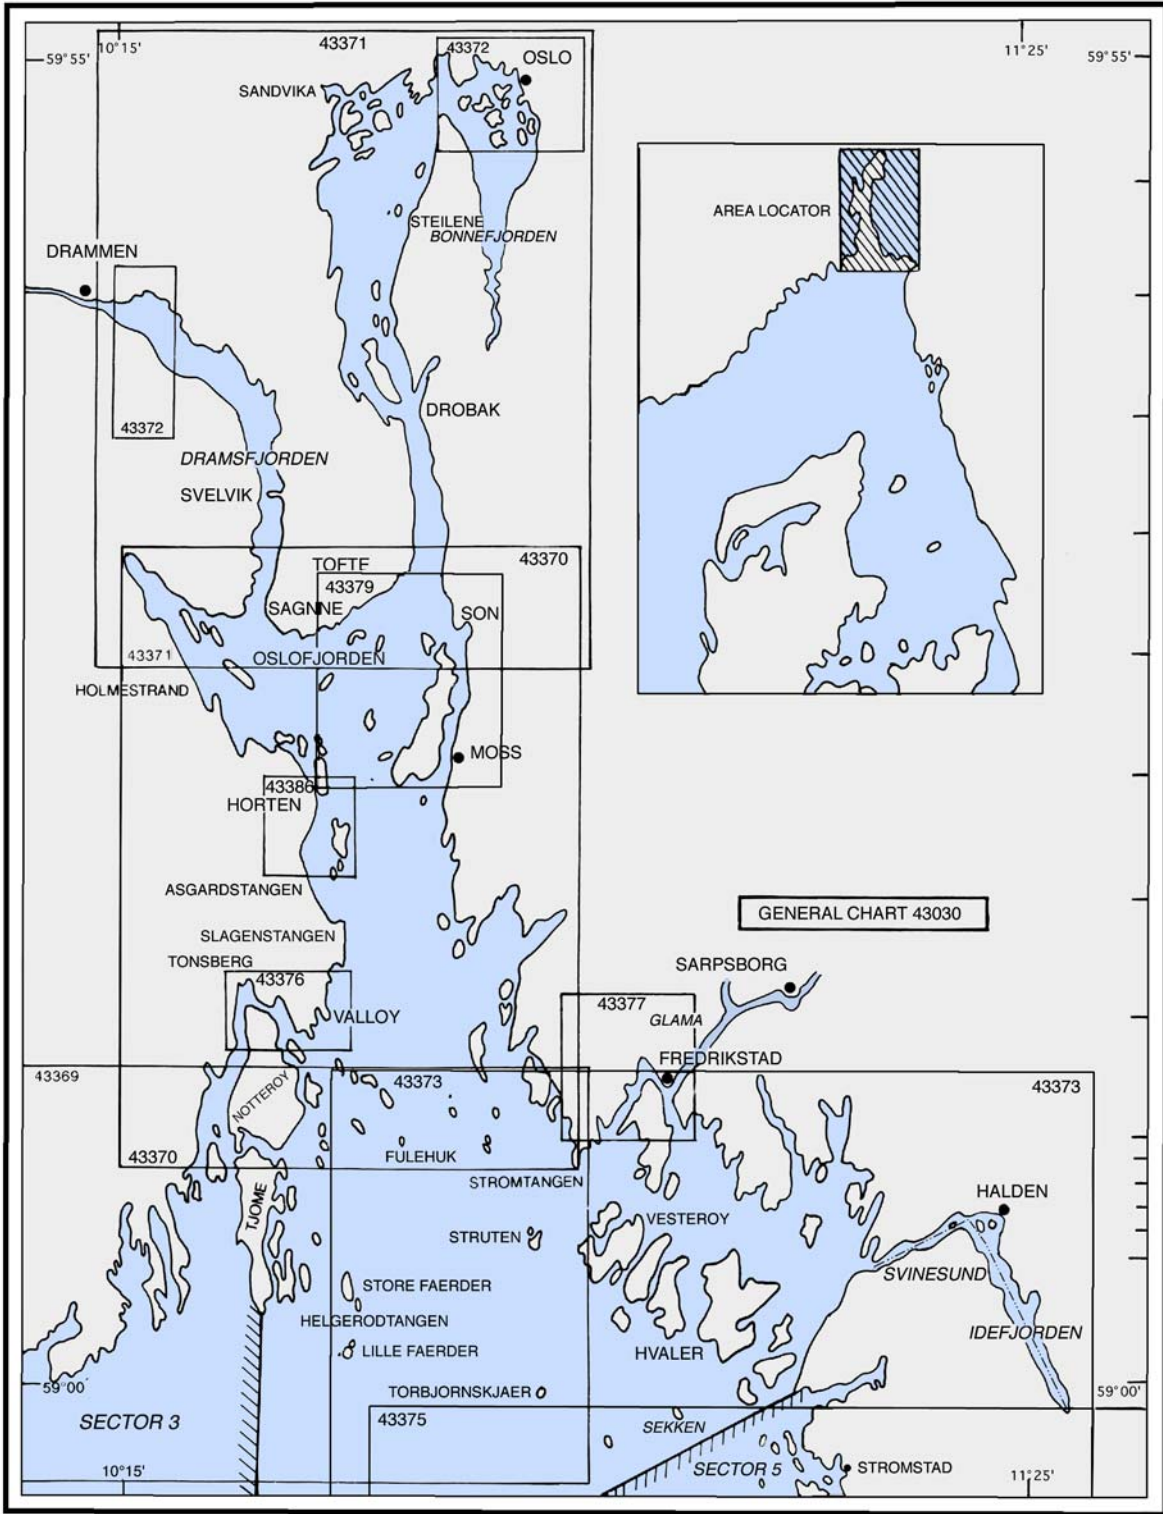 10°15'
43371
43372
OSLO
11°25'
59°55'
59°55'
SANDVIKA
AREA LOCATOR
STEILENE
BONNEFJORDEN
DRAMMEN
DROBAK
43372
DRAMSFJORDEN
SVELVIK
43370
TOFTE
43379
SAGNNE
SON
43371
OSLOFJORDEN
HOLMESTRAND
MOSS
43386
HORTEN
ASGARDSTANGEN
GENERAL CHART 43030
SLAGENSTANGEN
TONSBERG
SARPSBORG
43376
43377
VALLOY
GLAMA
FREDRIKSTAD
43369
43373
43373
NOTTEROY
43370
FULEHUK
STROMTANGEN
HALDEN
TJOME
VESTEROY
STRUTEN
SVINESUND
STORE FAERDER
HELGERODTANGEN
IDEFJORDEN
LILLE FAERDER
HVALER
59°00'
TORBJORNSKJAER
59°00'
SECTOR 3
43375
SEKKEN
SECTOR 5
STROMSTAD
10°15'
11°25'